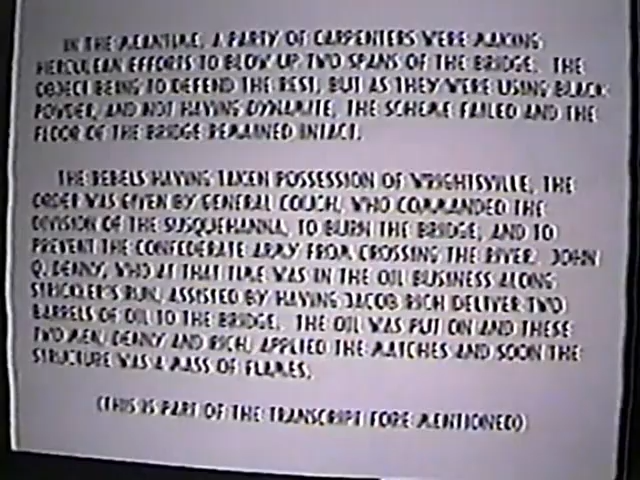 IN THE MEANTIME, A PARTY OF CARPENTERS WERE MAKING
HERCULEAN EFFORTS TO BLOW UP TWO SPANS OF THE BRIDGE. THE
OBJECT BEING TO DEFEND THE REST, BUT AS THEY WERE USING BLACK
POWDER, AND NOT HAVING DYNAMITE, THE SCHEME FAILED AND THE
FLOOR OF THE BRIDGE REMAINED INTACT.
THE REBELS HAVING TAKEN POSSESSION OF WRIGHTSVILLE, THE
ORDER WAS GIVEN BY GENERAL COUCH, WHO COMMANDED THE
DIVISION OF THE SUSQUEHANNA, TO BURN THE BRIDGE, AND TO
PREVENT THE CONFEDERATE ARMY FROM CROSSING THE RIVER. JOHN
Q. DENNY, WHO AT THAT TIME WAS IN THE OIL BUSINESS ALONG
STRICKLER'S RUN, ASSISTED BY HAVING JACOB RICH DELIVER TWO
BARRELS OF OIL TO THE BRIDGE. THE OIL WAS PUT ON AND THESE
TWO MEN, DENNY AND RICH, APPLIED THE MATCHES AND SOON THE
STRUCTURE WAS A MASS OF FLAMES.
(THIS IS PART OF THE TRANSCRIPT FORE MENTIONED)